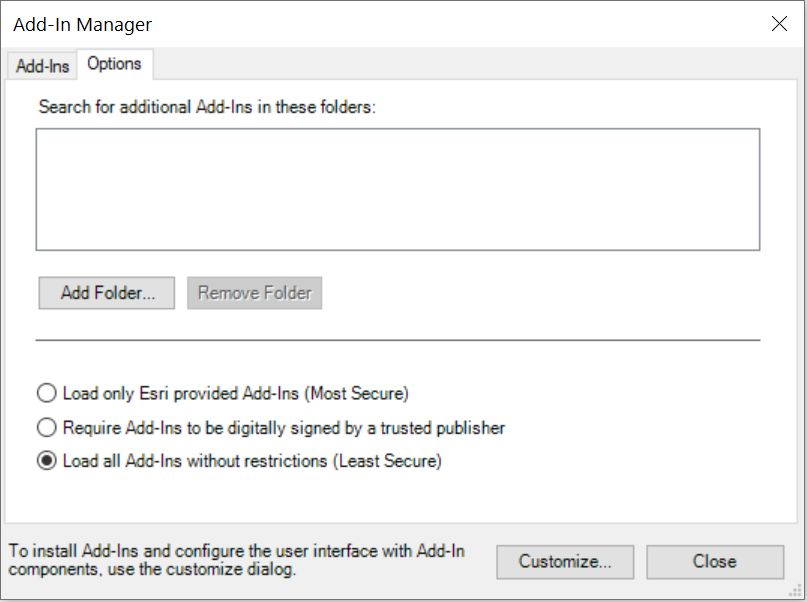 Add-In Manager
Add-Ins
Options
Search for additional Add-Ins in these folders:
Add Folder...
Remove Folder
Load only Esri provided Add-Ins (Most Secure)
Require Add-Ins to be digitally signed by a trusted publisher
Load all Add-Ins without restrictions (Least Secure)
To install Add-Ins and configure the user interface with Add-In
components, use the customize dialog.
Customize...
Close